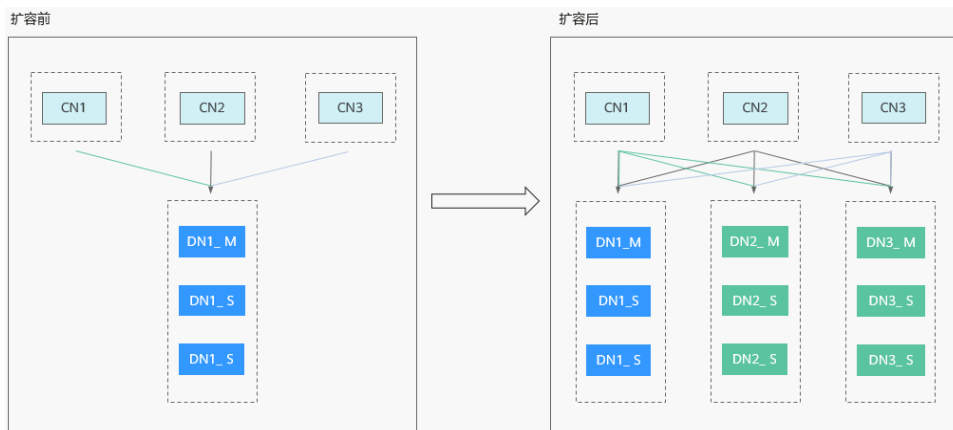 扩容前
扩容后
CN1
CN2
CN3
CN1
CN2
CN3
DN1_ M
DN1_ S
DN1_ S
DN1_M
DN2_ M
DN3_ M
DN1_S
DN2_ S
DN3_ S
DN1_ S
DN2_ S
DN3_ S